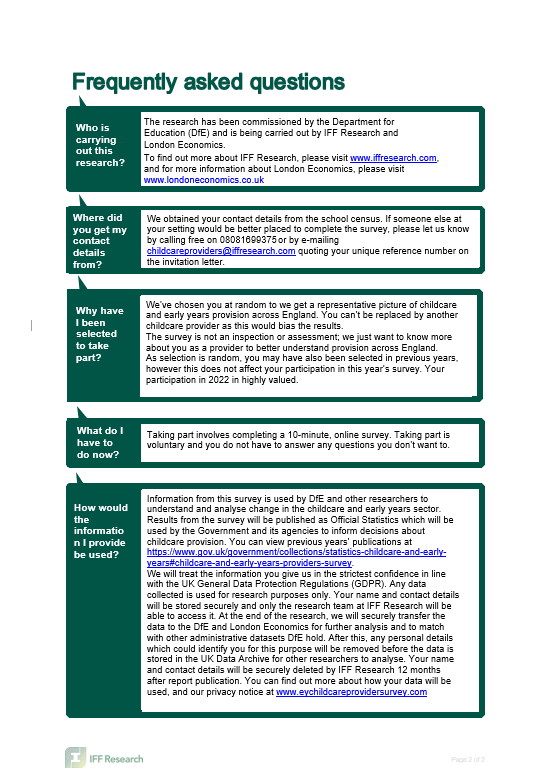 Frequently asked questions
Who is
carrying
out this
research?
The research has been commissioned by the Department for
Education (DfE) and is being carried out by IFF Research and
London Economics.
To find out more about IFF Research, please visit www.iffresearch.com,
and for more information about London Economics, please visit
www.londoneconomics.co.uk
Where did
you get my
contact
details
from?
We obtained your contact details from the school census. If someone else at
your setting would be better placed to complete the survey, please let us know
by calling free on 08081699375 or by e-mailing
childcareproviders@iffresearch.com quoting your unique reference number on
the invitation letter.
Why have
I been
selected
to take
part?
We've chosen you at random to we get a representative picture of childcare
and early years provision across England. You can't be replaced by another
childcare provider as this would bias the results.
The survey is not an inspection or assessment; we just want to know more
about you as a provider to better understand provision across England.
As selection is random, you may have also been selected in previous years,
however this does not affect your participation in this year's survey. Your
participation in 2022 in highly valued.
What do I
have to
do now?
Taking part involves completing a 10-minute, online survey. Taking part is
voluntary and you do not have to answer any questions you don't want to.
How would
the
informatio
n I provide
be used?
Information from this survey is used by DfE and other researchers to
understand and analyse change in the childcare and early years sector.
Results from the survey will be published as Official Statistics which will be
used by the Government and its agencies to inform decisions about
childcare provision. You can view previous years' publications at
https://www.gov.uk/government/collections/statistics-childcare-and-early-
years#childcare-and-early-years-providers-survey.
We will treat the information you give us in the strictest confidence in line
with the UK General Data Protection Regulations (GDPR). Any data
collected is used for research purposes only. Your name and contact details
will be stored securely and only the research team at IFF Research will be
able to access it. At the end of the research, we will securely transfer the
data to the DfE and London Economics for further analysis and to match
with other administrative datasets DfE hold. After this, any personal details
which could identify you for this purpose will be removed before the data is
stored in the UK Data Archive for other researchers to analyse. Your name
and contact details will be securely deleted by IFF Research 12 months
after report publication. You can find out more about how your data will be
used, and our privacy notice at www.eychildcareprovidersurvey.com
IFF Research
Page 2 of 2